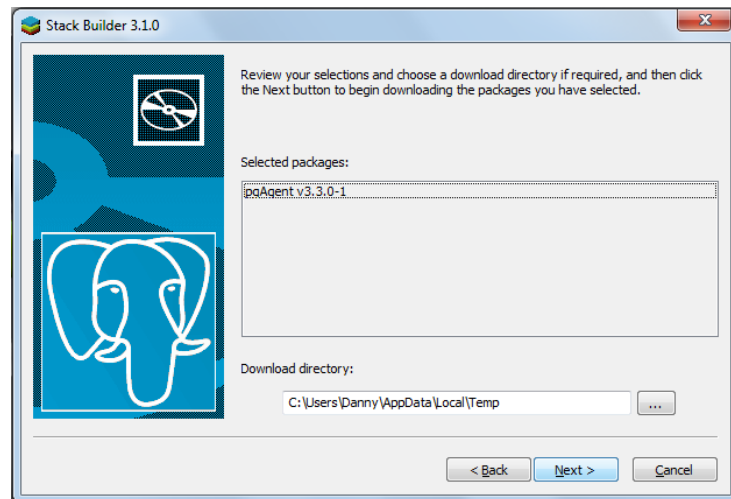 Stack Builder 3.1.0
Review your selections and choose a download directory if required, and then click
the Next button to begin downloading the packages you have selected.
Selected packages:
pgAgent v3.3.0-1
Download directory:
C:\Users\Danny\AppData\Local\Temp
...
< Back
Next >
Cancel